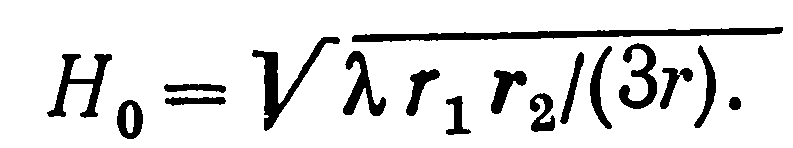 H₀ = √λ r₁ r₂/(3r).